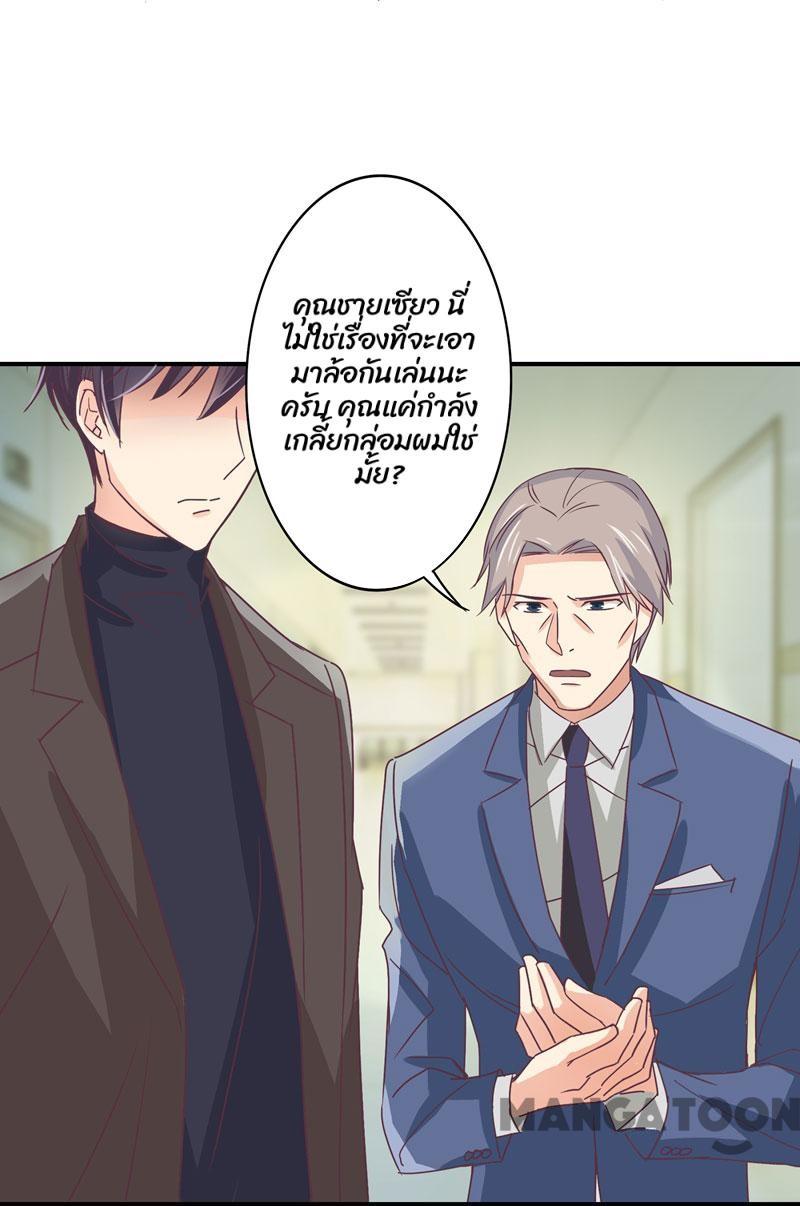 คุณชายเซียว นี่
ไม่ใช่เรื่องที่จะเอา
มาล้อกันเล่นนะ
ครับ คุณแค่กำลัง
เกลี้ยกล่อมผมใช่
มั้ย?
MANGATOON